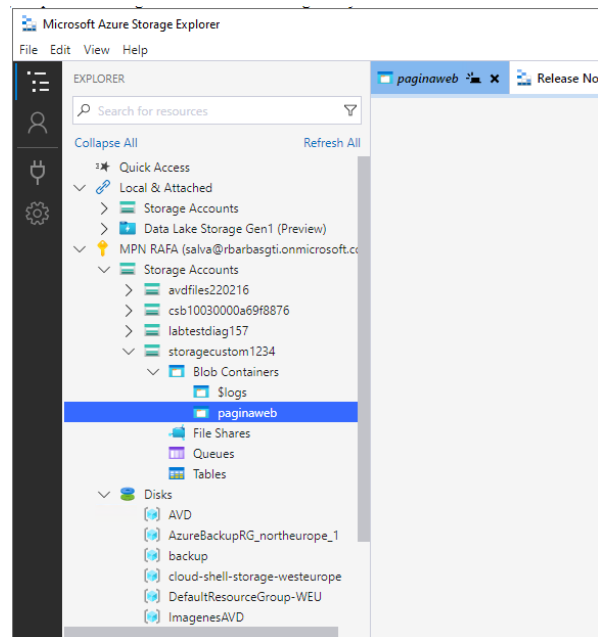 Microsoft Azure Storage Explorer
File Edit View Help
EXPLORER
Search for resources
Collapse All Refresh All
Quick Access
Local & Attached
Storage Accounts
Data Lake Storage Gen1 (Preview)
MPN RAFA (salva@rbarbasgti.onmicrosoft.co
Storage Accounts
avdfiles220216
csb10030000a69f8876
labtestdiag157
storagecustom1234
Blob Containers
$logs
paginaweb
File Shares
Queues
Tables
Disks
AVD
AzureBackupRG_northeurope_1
backup
cloud-shell-storage-westeurope
DefaultResourceGroup-WEU
ImagenesAVD
paginaweb Release No